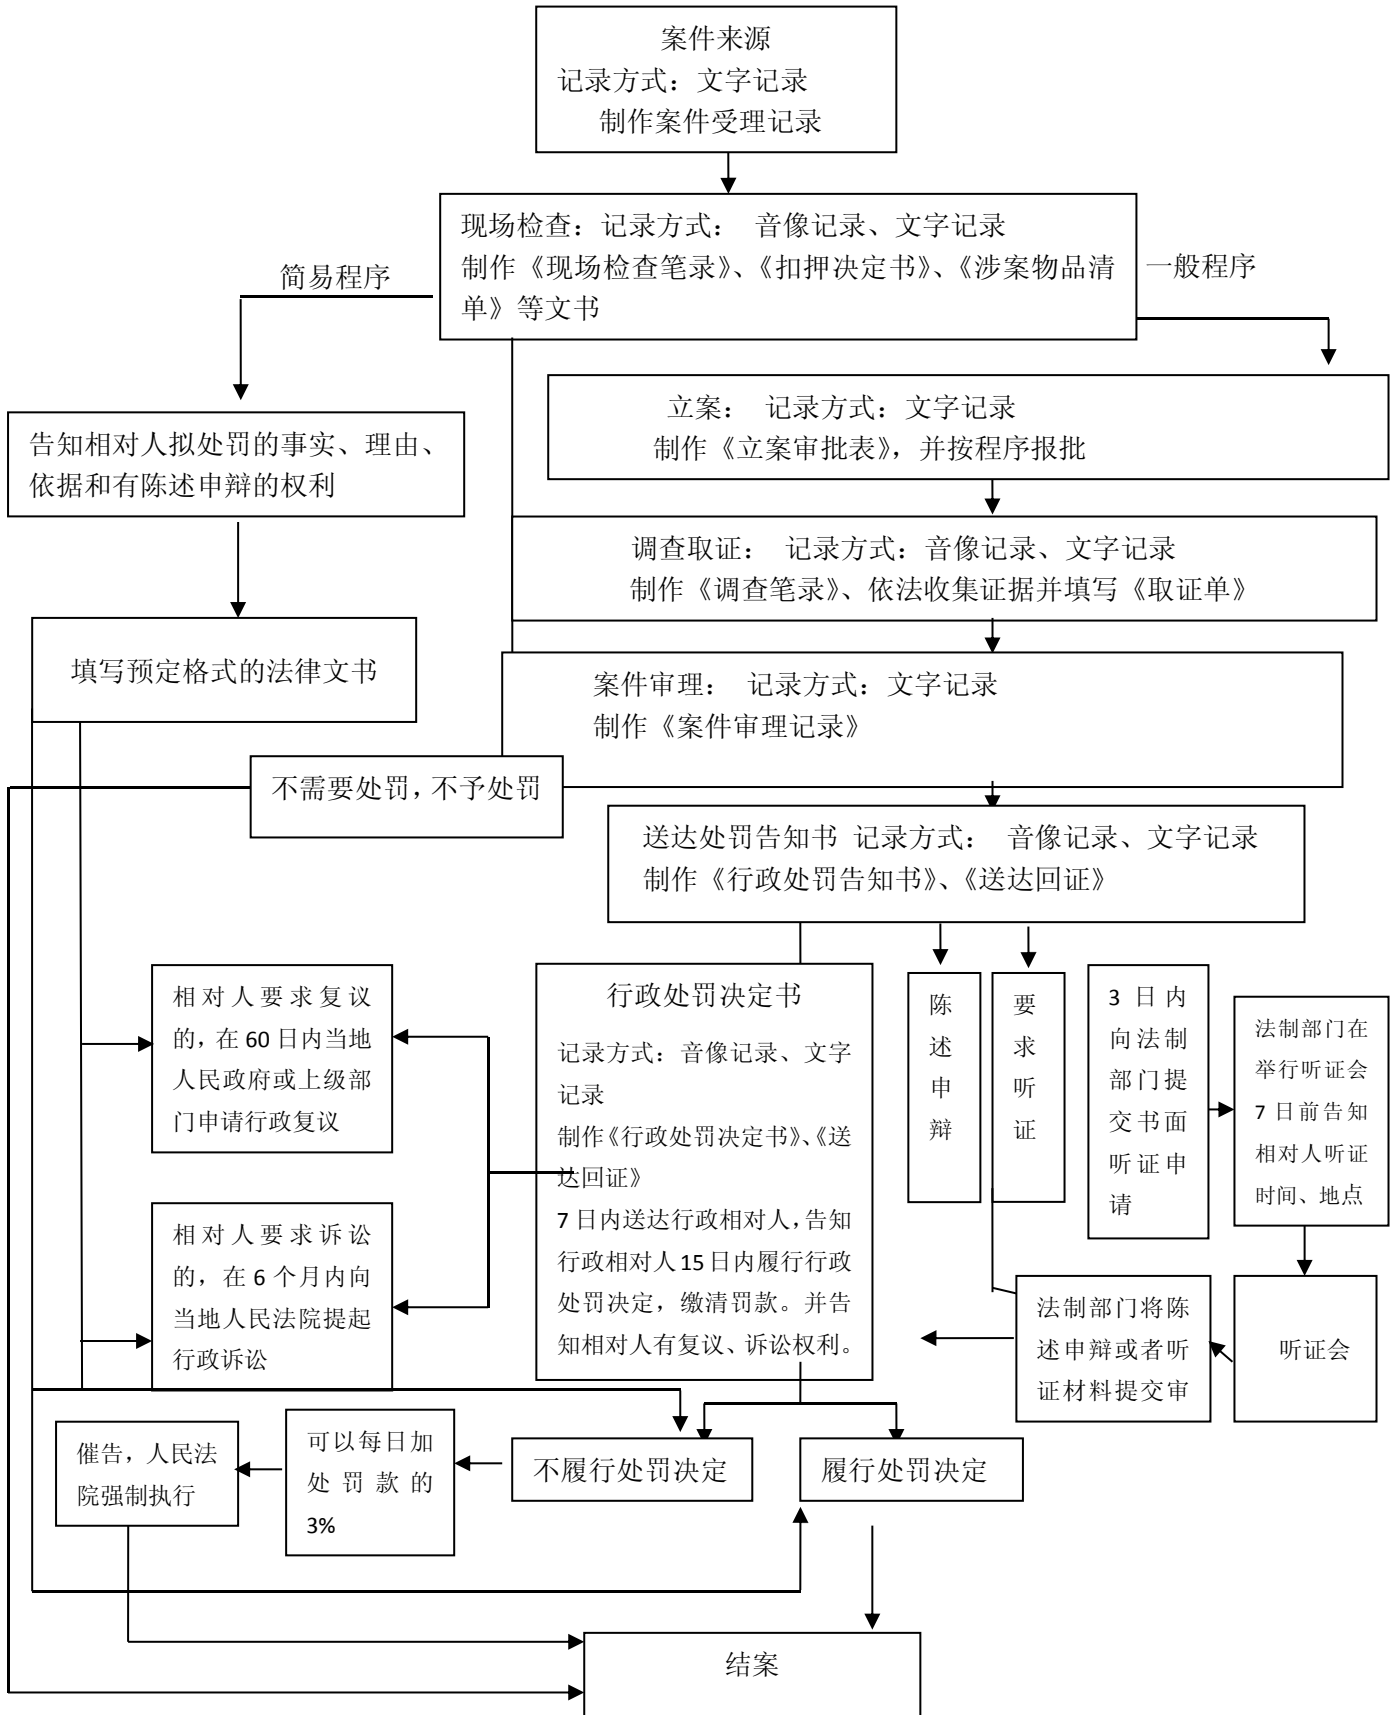 案件来源
记录方式：文字记录
制作案件受理记录
现场检查：记录方式： 音像记录、文字记录
制作《现场检查笔录》、《扣押决定书》、《涉案物品清
单》等文书
简易程序
一般程序
告知相对人拟处罚的事实、理由、
依据和有陈述申辩的权利
立案： 记录方式：文字记录
制作《立案审批表》，并按程序报批
调查取证： 记录方式：音像记录、文字记录
制作《调查笔录》、依法收集证据并填写《取证单》
填写预定格式的法律文书
案件审理： 记录方式：文字记录
制作《案件审理记录》
不需要处罚，不予处罚
送达处罚告知书 记录方式： 音像记录、文字记录
制作《行政处罚告知书》、《送达回证》
相对人要求复议
的，在 60 日内当地
人民政府或上级部
门申请行政复议
相对人要求诉讼
的，在 6 个月内向
当地人民法院提起
行政诉讼
行政处罚决定书
记录方式：音像记录、文字
记录
制作《行政处罚决定书》、《送
达回证》
7 日内送达行政相对人，告知
行政相对人 15 日内履行行政
处罚决定，缴清罚款。并告
知相对人有复议、诉讼权利。
陈
述
申
辩
要
求
听
证
3 日内
向法制
部门提
交书面
听证申
请
法制部门在
举行听证会
7 日前告知
相对人听证
时间、地点
法制部门将陈
述申辩或者听
证材料提交审
听证会
催告，人民法
院强制执行
可以每日加
处罚款的
3%
不履行处罚决定
履行处罚决定
结案